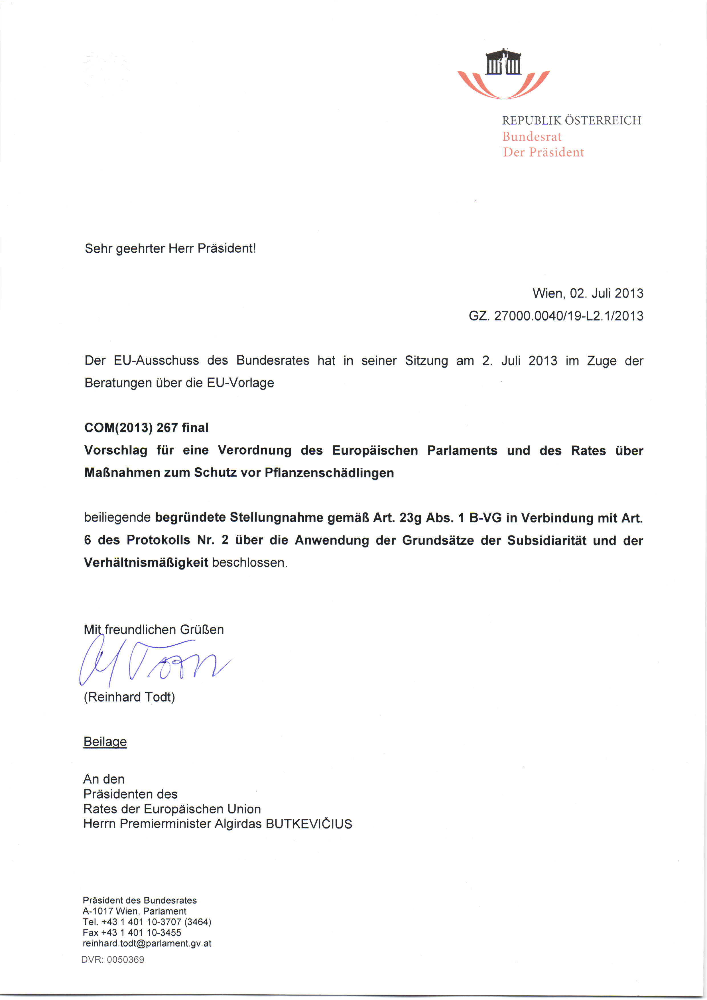 REPUBLIK ÖSTERREICH
Bundesrat
Der Präsident
Sehr geehrter Herr Präsident!
Wien, 02. Juli 2013
GZ. 27000.0040/19-L2.1/2013
Der EU-Ausschuss des Bundesrates hat in seiner Sitzung am 2. Juli 2013 im Zuge der
Beratungen über die EU-Vorlage
COM(2013) 267 final
Vorschlag für eine Verordnung des Europäischen Parlaments und des Rates über
Maßnahmen zum Schutz vor Pflanzenschädlingen
beiliegende begründete Stellungnahme gemäß Art. 23g Abs. 1 B-VG in Verbindung mit Art.
6 des Protokolls Nr. 2 über die Anwendung der Grundsätze der Subsidiarität und der
Verhältnismäßigkeit beschlossen.
Mit freundlichen Grüßen
(Reinhard Todt)
Beilage
An den
Präsidenten des
Rates der Europäischen Union
Herrn Premierminister Algirdas BUTKEVIČIUS
Präsident des Bundesrates
A-1017 Wien, Parlament
Tel. +43 1 401 10-3707 (3464)
Fax +43 1 401 10-3455
reinhard.todt@parlament.gv.at
DVR: 0050369